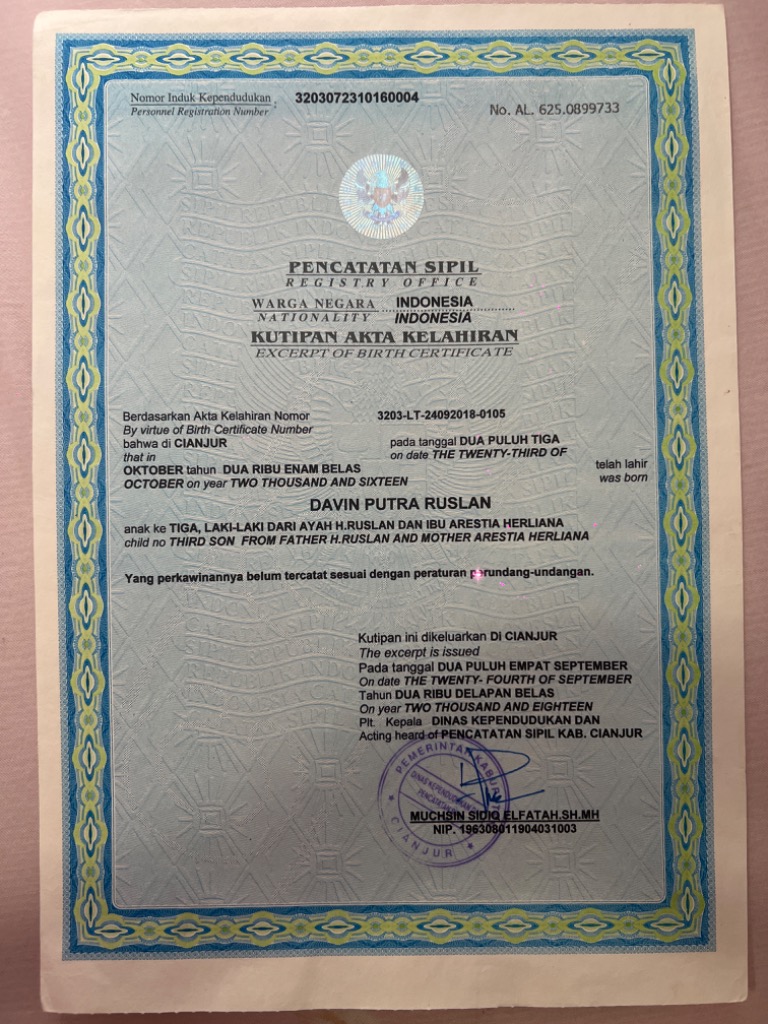 Nomor Induk Kependudukan : 3203072310160004
Personnel Registration Number
No. AL. 625.0899733
PENCATATAN SIPIL
REGISTRY OFFICE
WARGA NEGARA INDONESIA
NATIONALITY INDONESIA
KUTIPAN AKTA KELAHIRAN
EXCERPT OF BIRTH CERTIFICATE
Berdasarkan Akta Kelahiran Nomor 3203-LT-24092018-0105
By virtue of Birth Certificate Number
bahwa di CIANJUR pada tanggal DUA PULUH TIGA
that in on date THE TWENTY-THIRD OF
OKTOBER tahun DUA RIBU ENAM BELAS telah lahir
OCTOBER on year TWO THOUSAND AND SIXTEEN was born
DAVIN PUTRA RUSLAN
anak ke TIGA, LAKI-LAKI DARI AYAH H.RUSLAN DAN IBU ARESTIA HERLIANA
child no THIRD SON FROM FATHER H.RUSLAN AND MOTHER ARESTIA HERLIANA
Yang perkawinannya belum tercatat sesuai dengan peraturan perundang-undangan.
Kutipan ini dikeluarkan Di CIANJUR
The excerpt is issued
Pada tanggal DUA PULUH EMPAT SEPTEMBER
On date THE TWENTY- FOURTH OF SEPTEMBER
Tahun DUA RIBU DELAPAN BELAS
On year TWO THOUSAND AND EIGHTEEN
Plt. Kepala DINAS KEPENDUDUKAN DAN
Acting heard of PENCATATAN SIPIL KAB. CIANJUR
PEMERINTAH
DINAS KEPENDUDUKAN
CIANJUR
MUCHSIN SIDIQ ELFATAH.SH.MH
NIP. 196308011904031003